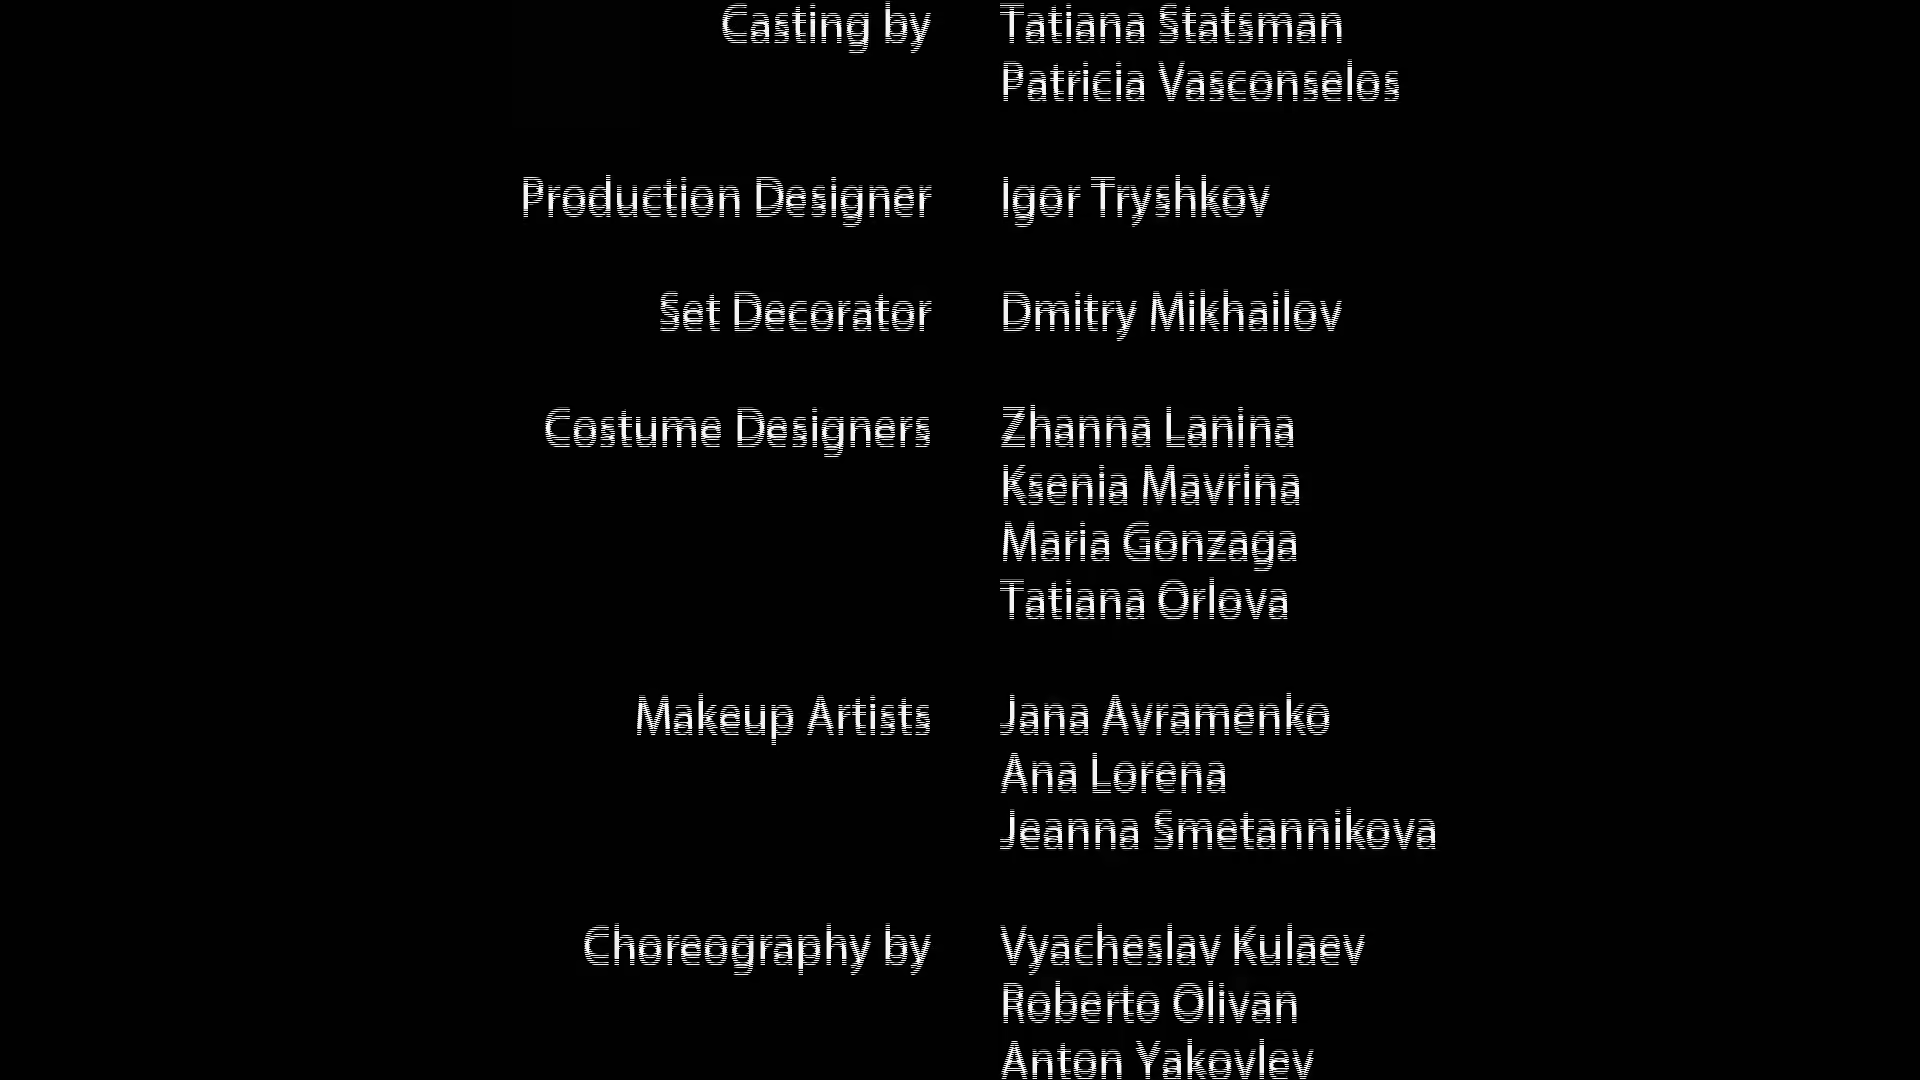 Casting by Tatiana Statsman
Patricia Vasconselos
Production Designer Igor Tryshkov
Set Decorator Dmitry Mikhailov
Costume Designers Zhanna Lanina
Ksenia Mavrina
Maria Gonzaga
Tatiana Orlova
Makeup Artists Jana Avramenko
Ana Lorena
Jeanna Smetannikova
Choreography by Vyacheslav Kulaev
Roberto Olivan
Anton Yakovlev